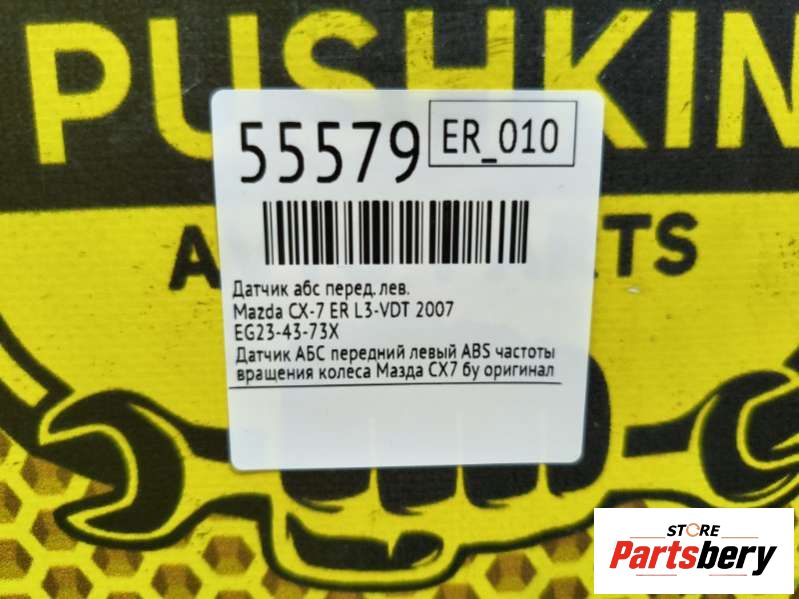 PUSHKIN
55579
ER_010
Датчик абс перед. лев.
Mazda CX-7 ER L3-VDT 2007
EG23-43-73X
Датчик АБС передний левый ABS частоты
вращения колеса Мазда СХ7 бу оригинал
STORE
Partsbery